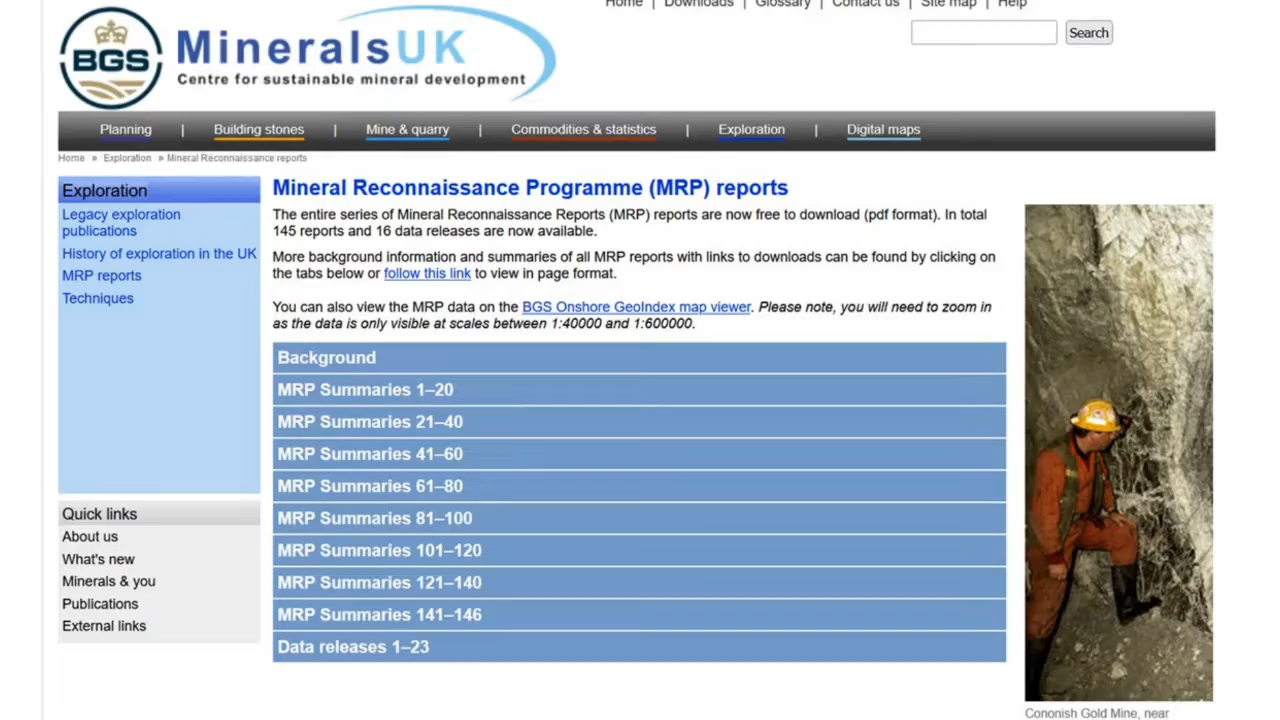 Home | Downloads | Glossary | Contact us | Site map | Help
BGS
MineralsUK
Centre for sustainable mineral development
Search
Planning | Building stones | Mine & quarry | Commodities & statistics | Exploration | Digital maps
Home » Exploration » Mineral Reconnaissance reports
Exploration
Legacy exploration
publications
History of exploration in the UK
MRP reports
Techniques
Quick links
About us
What's new
Minerals & you
Publications
External links
Mineral Reconnaissance Programme (MRP) reports
The entire series of Mineral Reconnaissance Reports (MRP) reports are now free to download (pdf format). In total
145 reports and 16 data releases are now available.
More background information and summaries of all MRP reports with links to downloads can be found by clicking on
the tabs below or follow this link to view in page format.
You can also view the MRP data on the BGS Onshore GeoIndex map viewer. Please note, you will need to zoom in
as the data is only visible at scales between 1:40000 and 1:600000.
Background
MRP Summaries 1–20
MRP Summaries 21–40
MRP Summaries 41–60
MRP Summaries 61–80
MRP Summaries 81–100
MRP Summaries 101–120
MRP Summaries 121–140
MRP Summaries 141–146
Data releases 1–23
Cononish Gold Mine, near